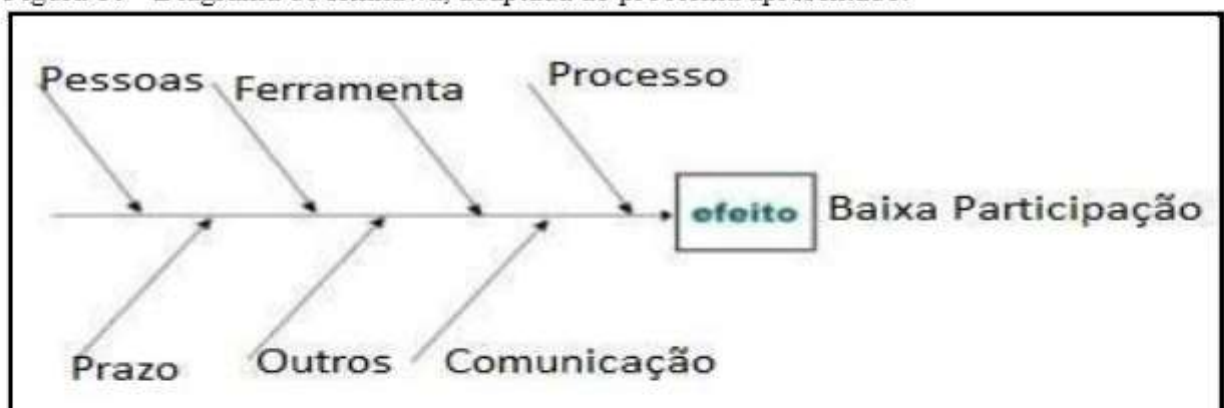 Pessoas
Ferramenta
Processo
efeito
Baixa Participação
Prazo
Outros
Comunicação